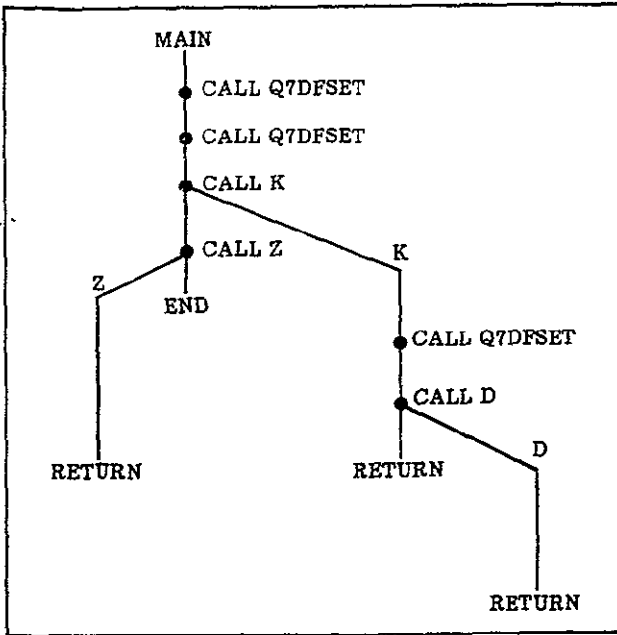 MAIN
CALL Q7DFSET
CALL Q7DFSET
CALL K
CALL Z
K
Z
END
CALL Q7DFSET
CALL D
RETURN
RETURN
D
RETURN